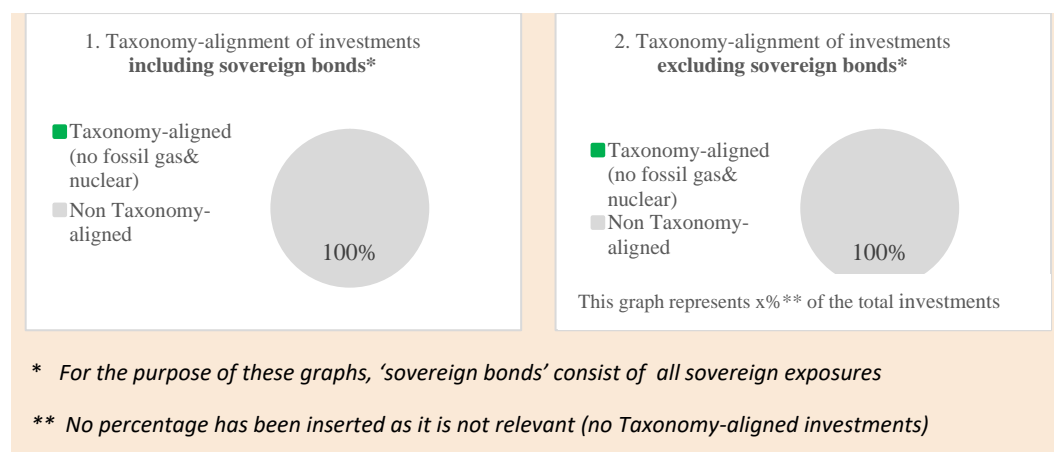 1. Taxonomy-alignment of investments
including sovereign bonds*
Taxonomy-aligned
(no fossil gas&
nuclear)
Non Taxonomy-
aligned
100%
2. Taxonomy-alignment of investments
excluding sovereign bonds*
Taxonomy-aligned
(no fossil gas&
nuclear)
Non Taxonomy-
aligned
100%
This graph represents x%** of the total investments
* For the purpose of these graphs, ‘sovereign bonds’ consist of all sovereign exposures
** No percentage has been inserted as it is not relevant (no Taxonomy-aligned investments)